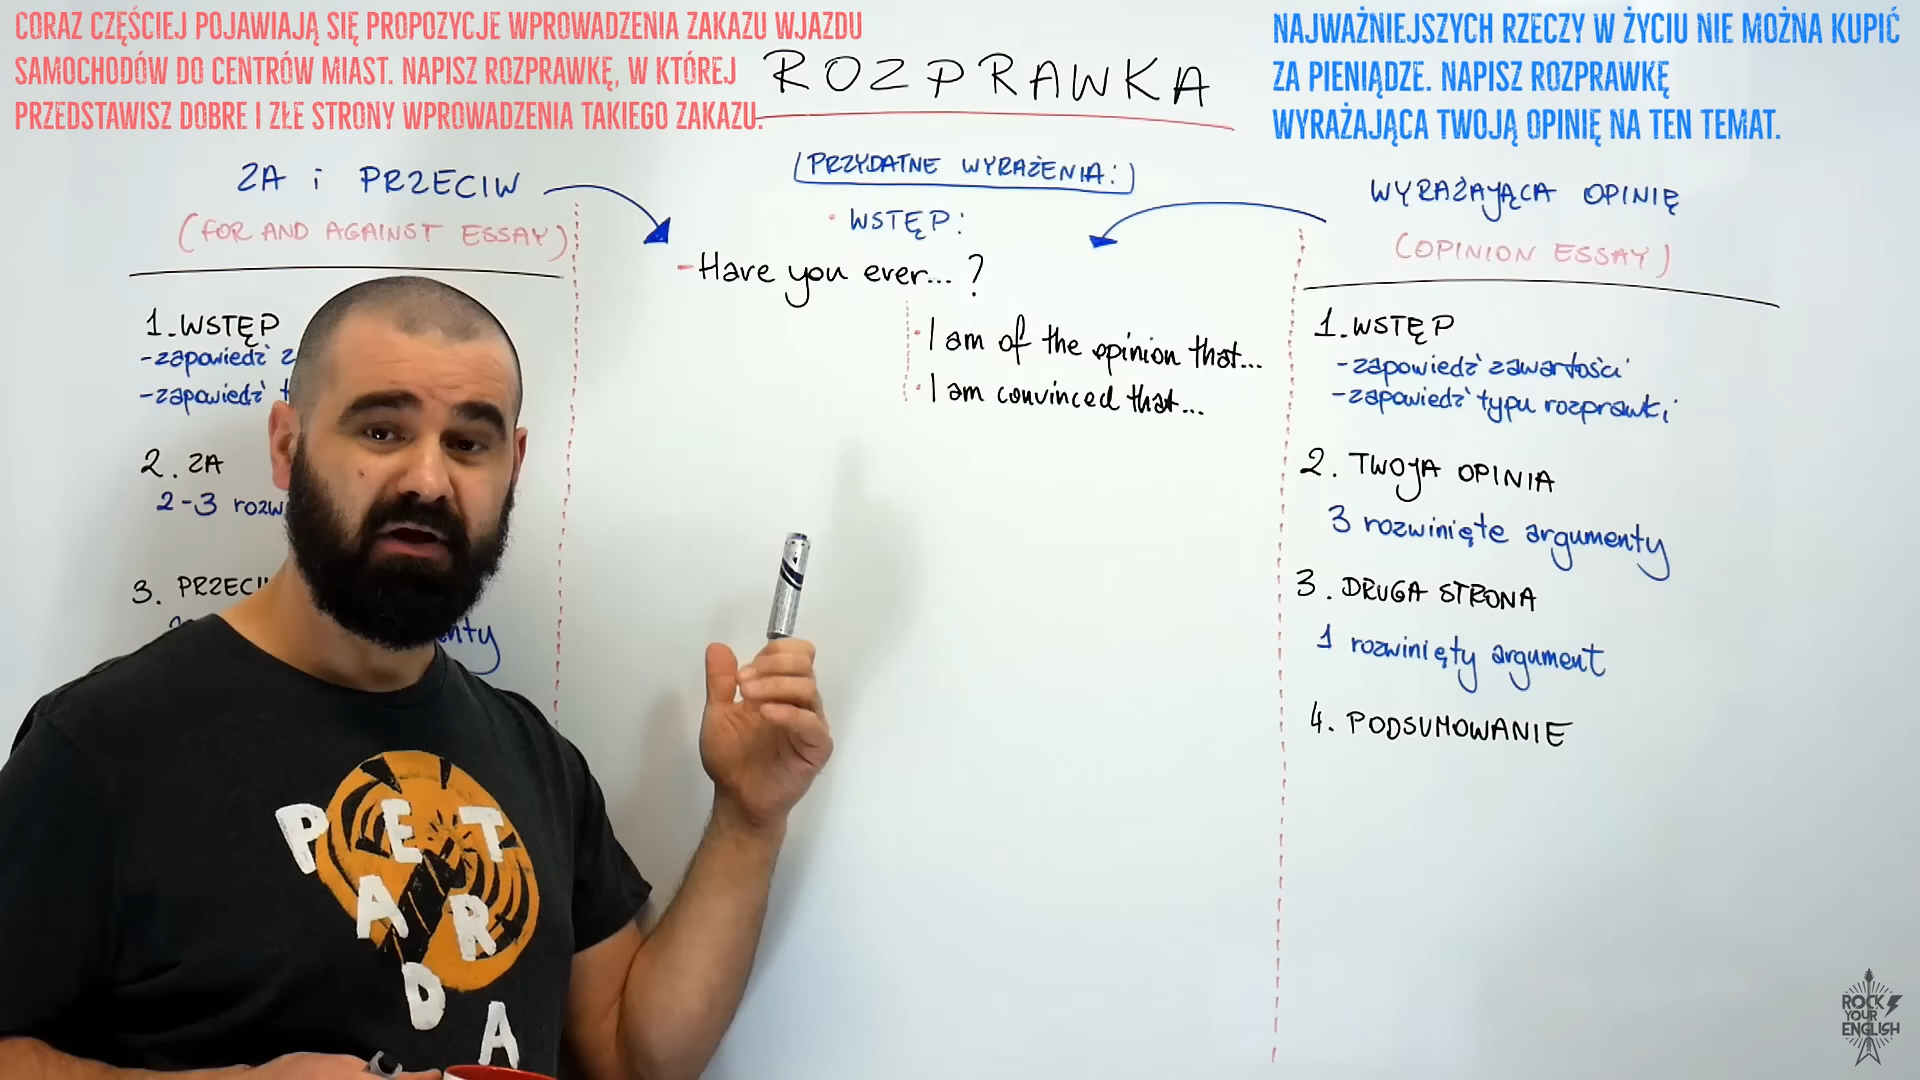 CORAZ CZĘŚCIEJ POJAWIAJĄ SIĘ PROPOZYCJE WPROWADZENIA ZAKAZU WJAZDU
SAMOCHODÓW DO CENTRÓW MIAST. NAPISZ ROZPRAWKĘ, W KTÓREJ
PRZEDSTAWISZ DOBRE I ZŁE STRONY WPROWADZENIA TAKIEGO ZAKAZU.
ROZPRAWKA
NAJWAŻNIEJSZYCH RZECZY W ŻYCIU NIE MOŻNA KUPIĆ
ZA PIENIĄDZE. NAPISZ ROZPRAWKĘ
WYRAŻAJĄCA TWOJĄ OPINIĘ NA TEN TEMAT.
ZA i PRZECIW
(FOR AND AGAINST ESSAY)
1. WSTĘP
-zapowiedź
-zapowiedź
2. ZA
2-3
3.
(PRZYDATNE WYRAŻENIA:)
• WSTĘP:
- Have you ever... ?
• I am of the opinion that...
• I am convinced that...
WYRAŻAJĄCA OPINIĘ
(OPINION ESSAY)
1. WSTĘP
-zapowiedź zawartości
-zapowiedź typu rozprawki
2. TWOJA OPINIA
3 rozwinięte argumenty
3. DRUGA STRONA
1 rozwinięty argument
4. PODSUMOWANIE
PET
AR
DA
ROCK
YOUR
ENGLISH